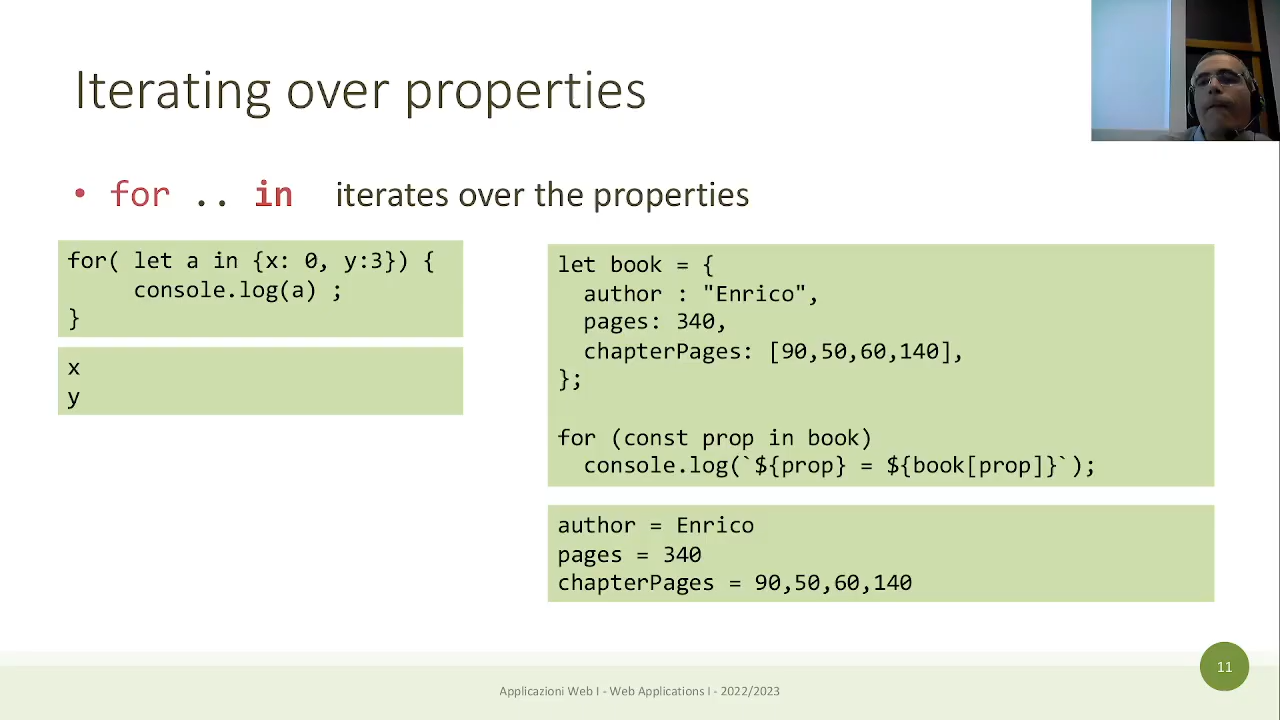 Iterating over properties
• for .. in iterates over the properties
for( let a in {x: 0, y:3}) {
console.log(a) ;
}
x
y
let book = {
author : "Enrico",
pages: 340,
chapterPages: [90,50,60,140],
};
for (const prop in book)
console.log(`${prop} = ${book[prop]}`);
author = Enrico
pages = 340
chapterPages = 90,50,60,140
Applicazioni Web I - Web Applications I - 2022/2023
11